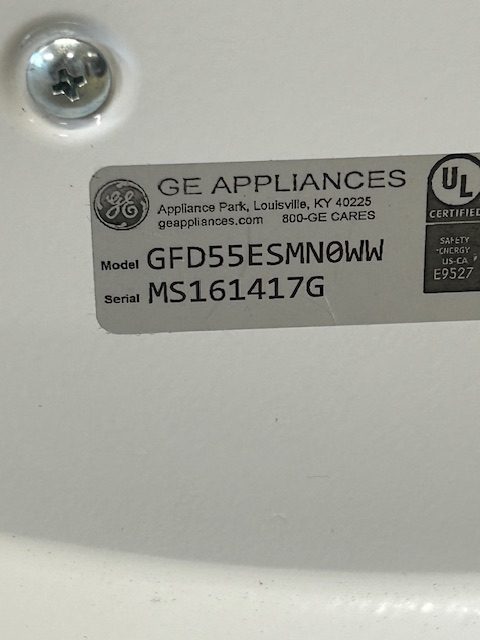 GE APPLIANCES
Appliance Park, Louisville, KY 40225
geappliances.com 800-GE CARES
Model GFD55ESMN0WW
Serial MS161417G
GE
UL
CERTIFIED
SAFETY
ENERGY
US-CA
E9527